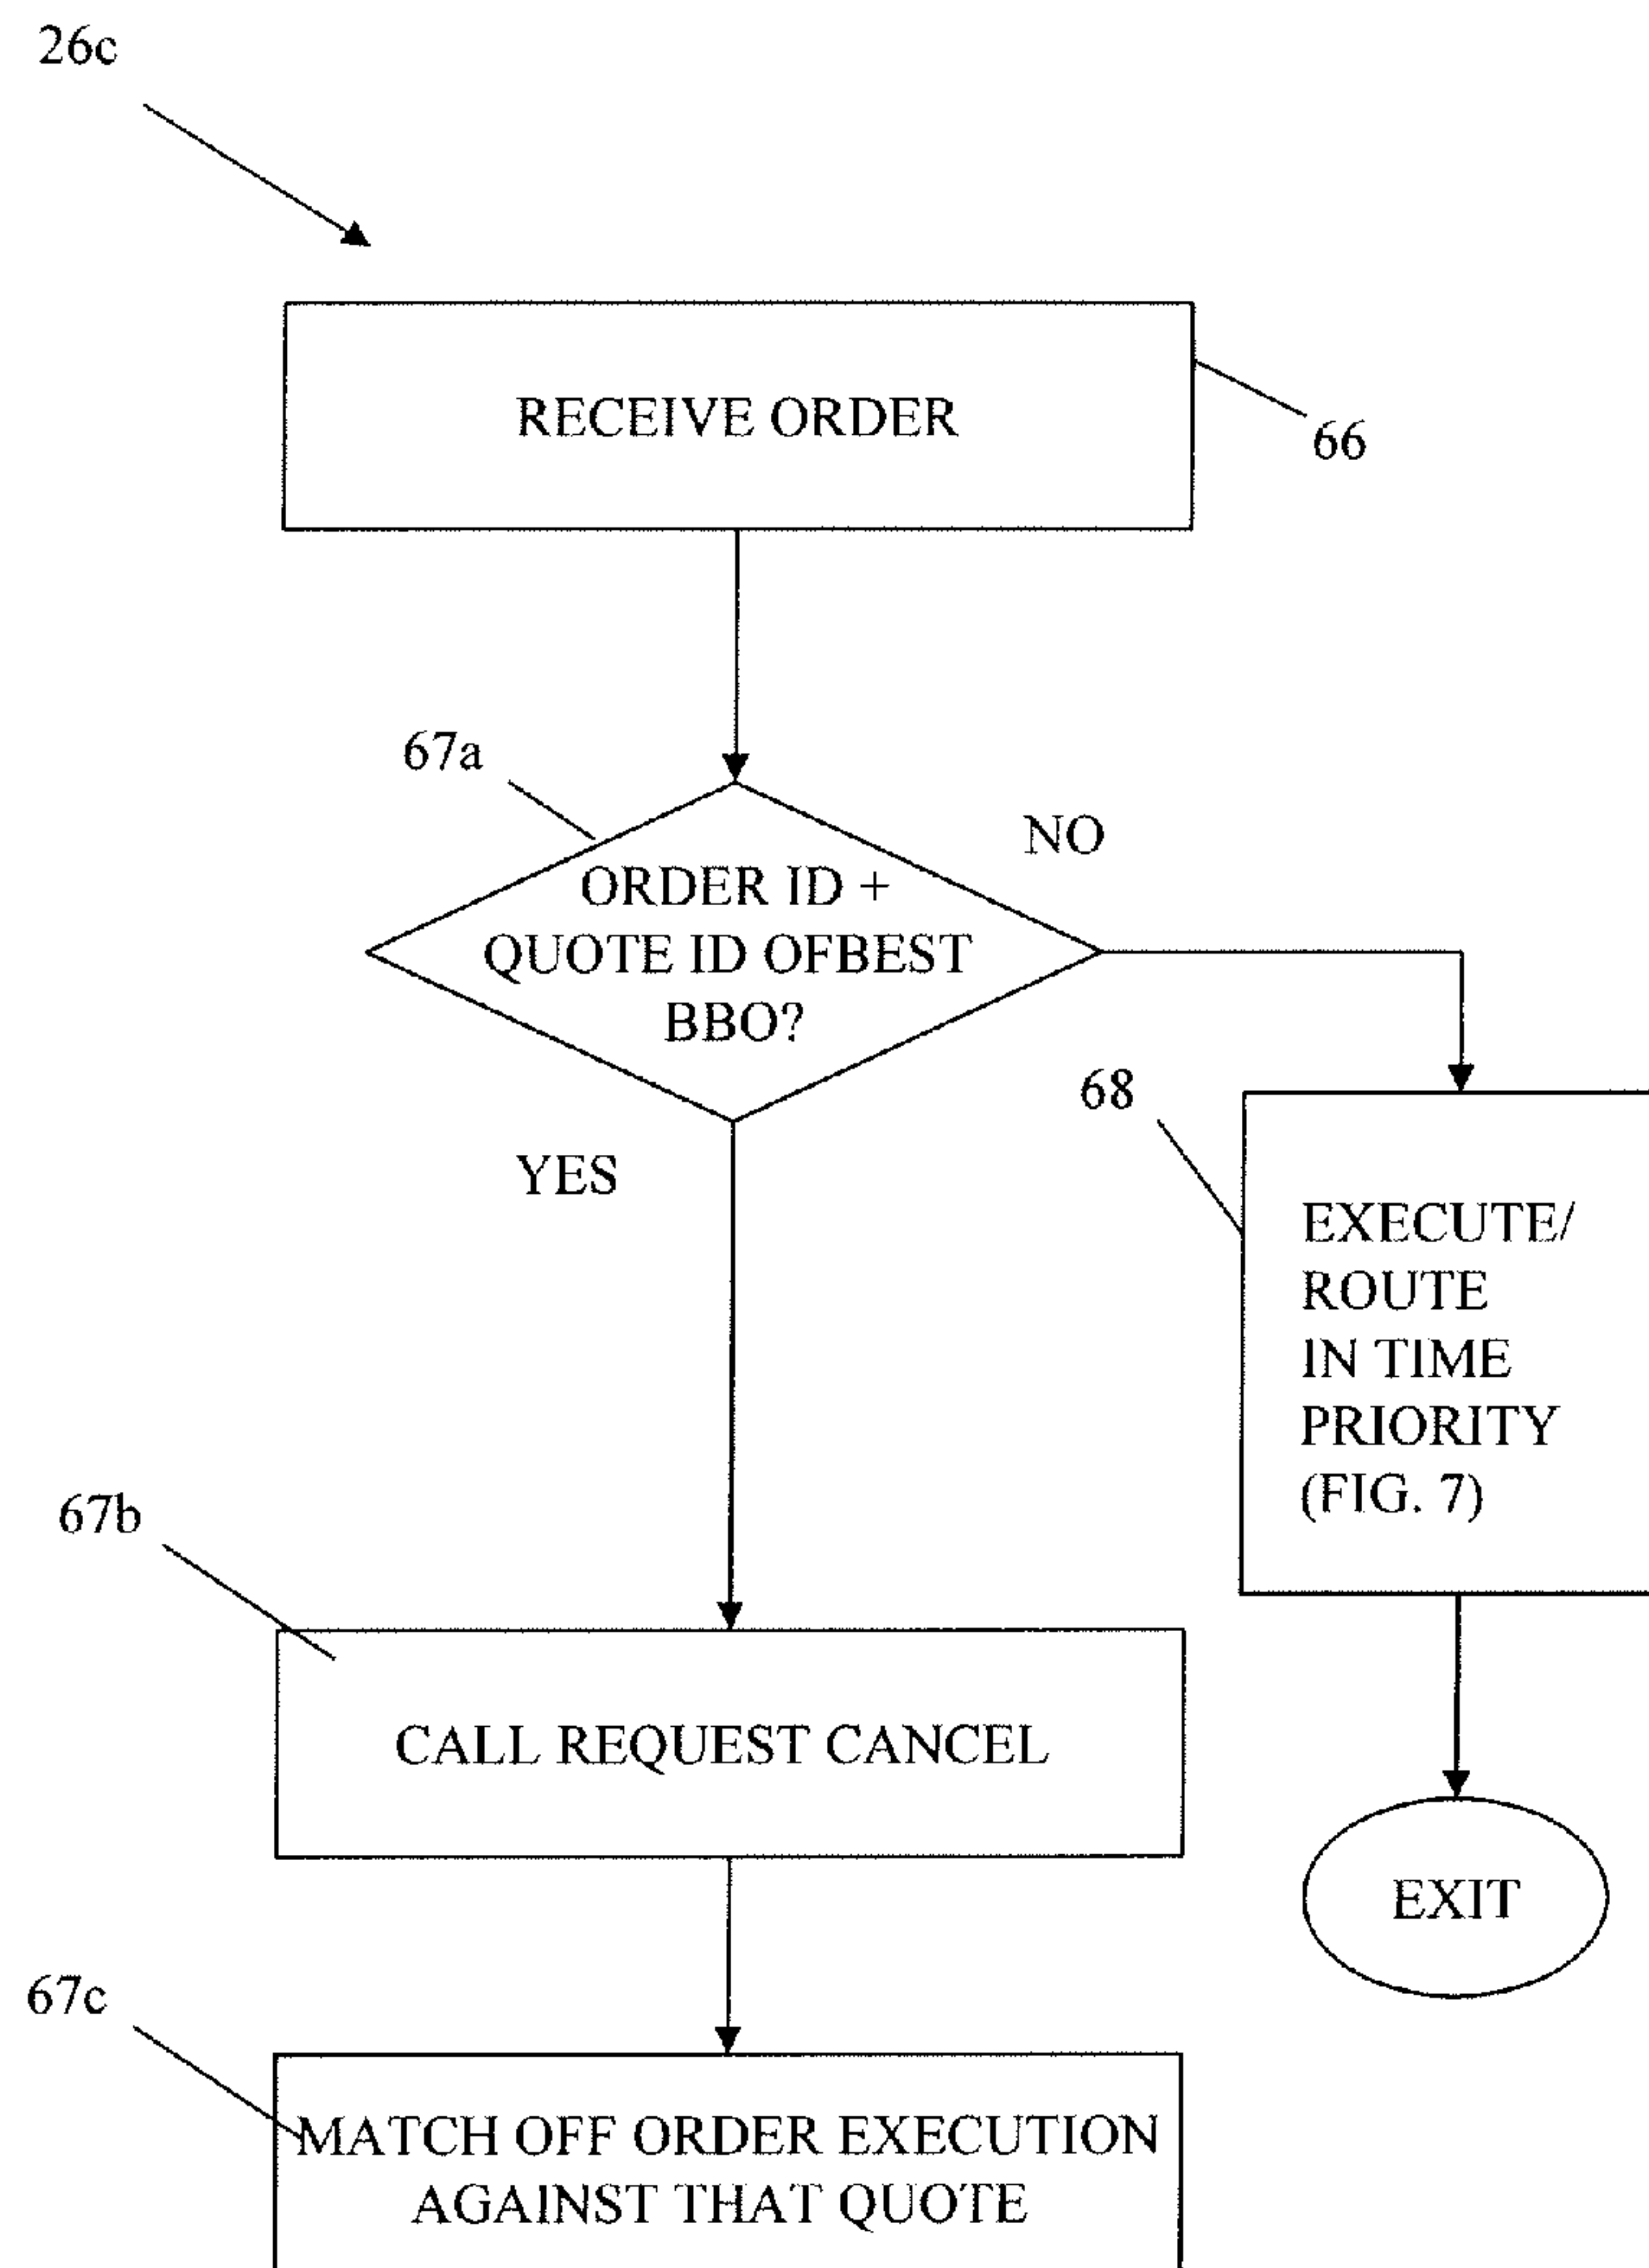 26c
RECEIVE ORDER
66
67a
NO
ORDER ID +
QUOTE ID OFBEST
BBO?
YES
68
EXECUTE/
ROUTE
IN TIME
PRIORITY
(FIG. 7)
67b
CALL REQUEST CANCEL
EXIT
67c
MATCH OFF ORDER EXECUTION
AGAINST THAT QUOTE